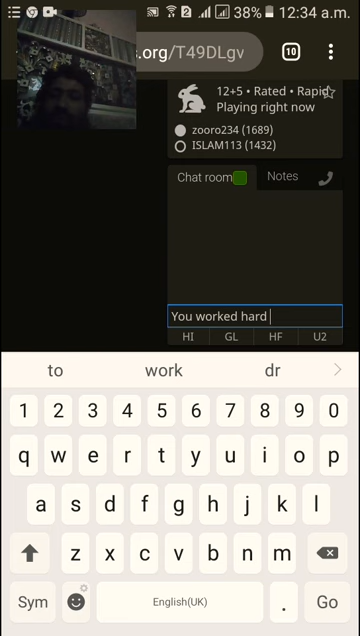 38% 12:34 a.m.
s.org/T49DLgv
10
12+5 • Rated • Rapid
Playing right now
zooro234 (1689)
ISLAM113 (1432)
Chat room Notes
You worked hard
HI GL HF U2
to work dr
1 2 3 4 5 6 7 8 9 0
q w e r t y u i o p
a s d f g h j k l
z x c v b n m
Sym English(UK) . Go